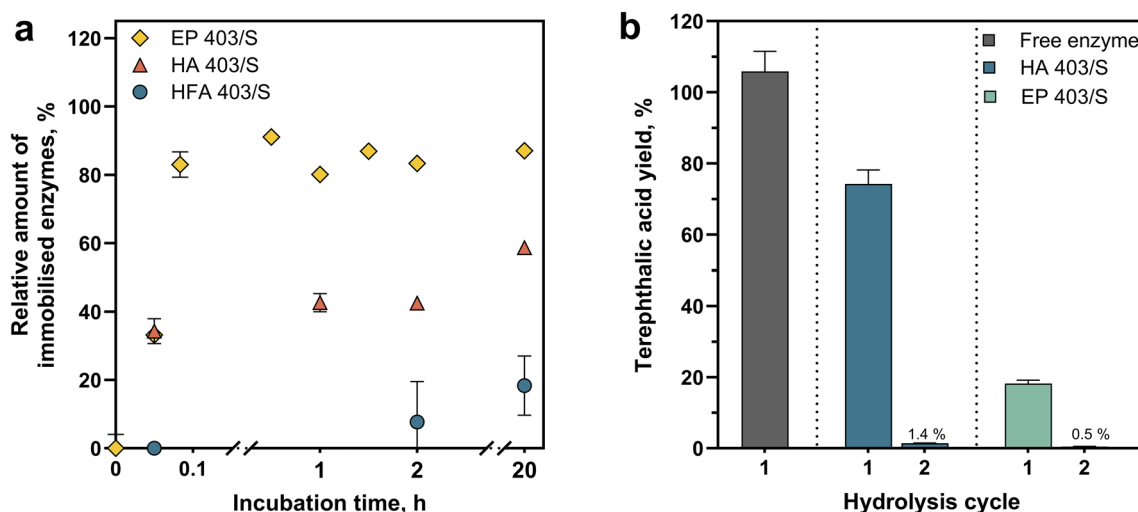 a
EP 403/S
HA 403/S
HFA 403/S
Relative amount of
immobilised enzymes, %
120
100
80
60
40
20
0
0 0.1 1 2 20
Incubation time, h
b
Free enzyme
HA 403/S
EP 403/S
Terephthalic acid yield, %
120
100
80
60
40
20
0
1.4 %
0.5 %
1 1 2 1 2
Hydrolysis cycle